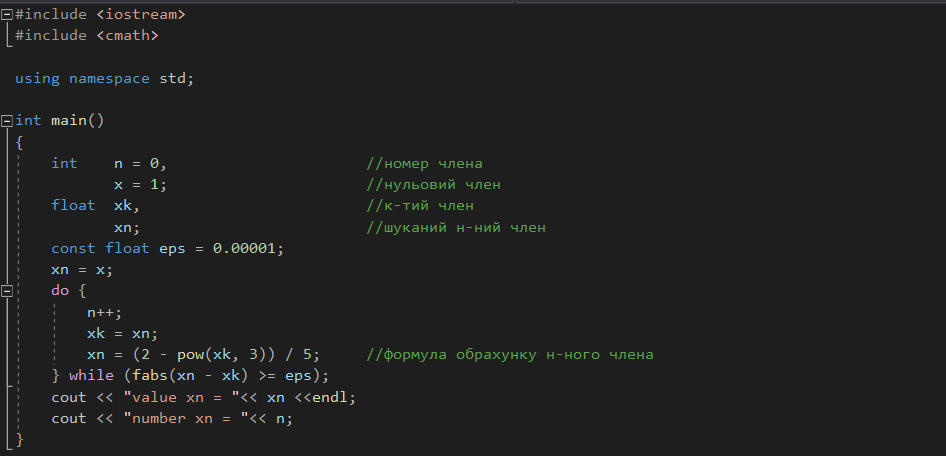 #include <iostream>
#include <cmath>
using namespace std;
int main()
{
int n = 0, //номер члена
x = 1; //нульовий член
float xk, //к-тий член
xn; //шуканий н-ний член
const float eps = 0.00001;
xn = x;
do {
n++;
xk = xn;
xn = (2 - pow(xk, 3)) / 5; //формула обрахунку н-ного члена
} while (fabs(xn - xk) >= eps);
cout << "value xn = "<< xn <<endl;
cout << "number xn = "<< n;
}